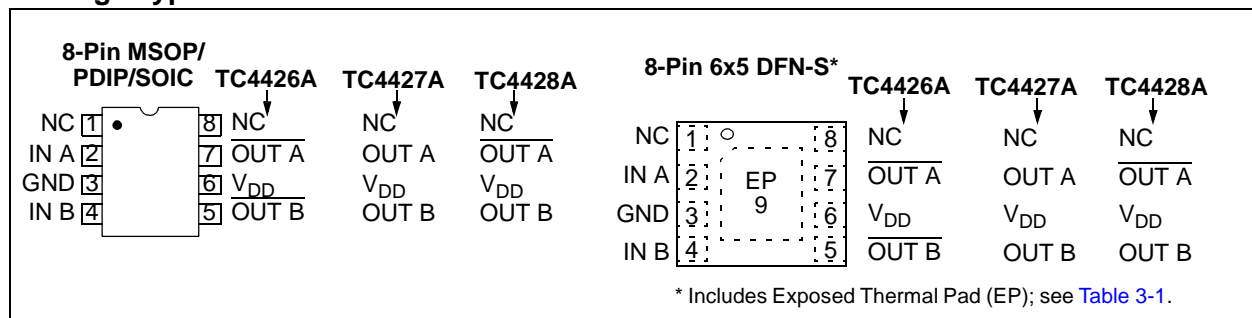 8-Pin MSOP/
PDIP/SOIC TC4426A TC4427A TC4428A
NC 1 8 NC NC NC
IN A 2 7 OUT A OUT A OUT A
GND 3 6 VDD VDD VDD
IN B 4 5 OUT B OUT B OUT B
8-Pin 6x5 DFN-S*
TC4426A TC4427A TC4428A
NC 1 8 NC NC NC
IN A 2 EP 7 OUT A OUT A OUT A
GND 3 9 6 VDD VDD VDD
IN B 4 5 OUT B OUT B OUT B
* Includes Exposed Thermal Pad (EP); see Table 3-1.